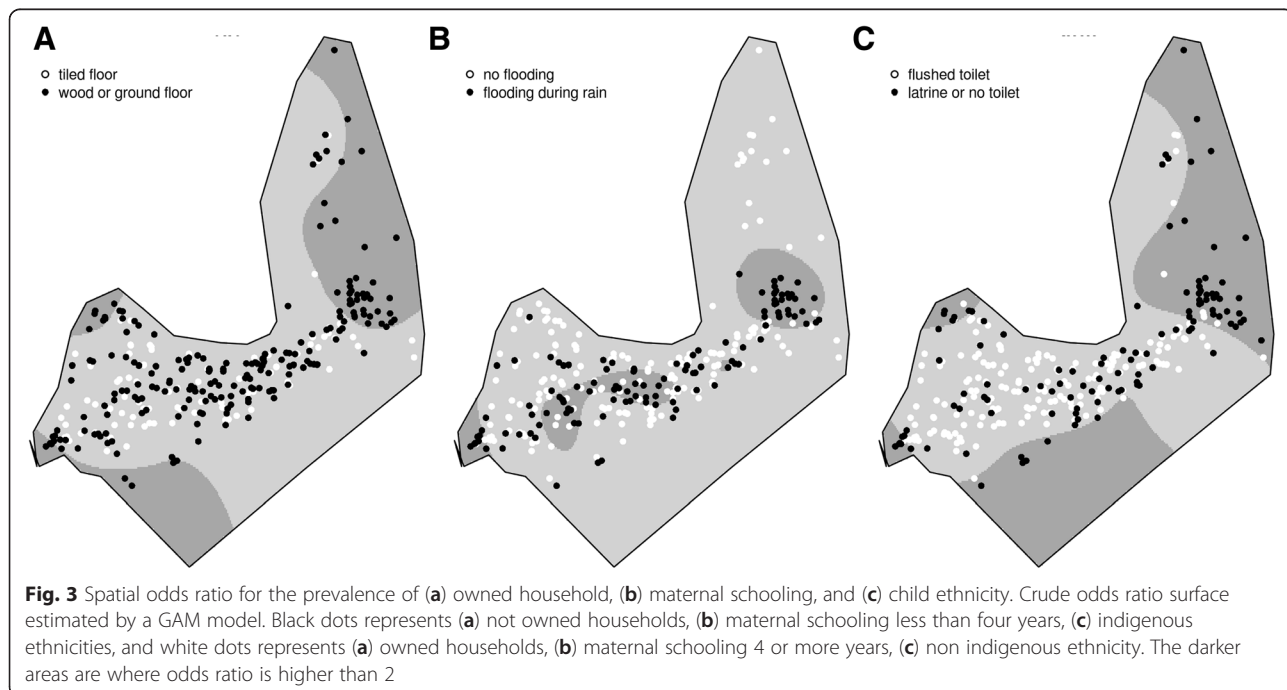 A
tiled floor
wood or ground floor
B
no flooding
flooding during rain
C
flushed toilet
latrine or no toilet
Fig. 3 Spatial odds ratio for the prevalence of (a) owned household, (b) maternal schooling, and (c) child ethnicity. Crude odds ratio surface
estimated by a GAM model. Black dots represents (a) not owned households, (b) maternal schooling less than four years, (c) indigenous
ethnicities, and white dots represents (a) owned households, (b) maternal schooling 4 or more years, (c) non indigenous ethnicity. The darker
areas are where odds ratio is higher than 2